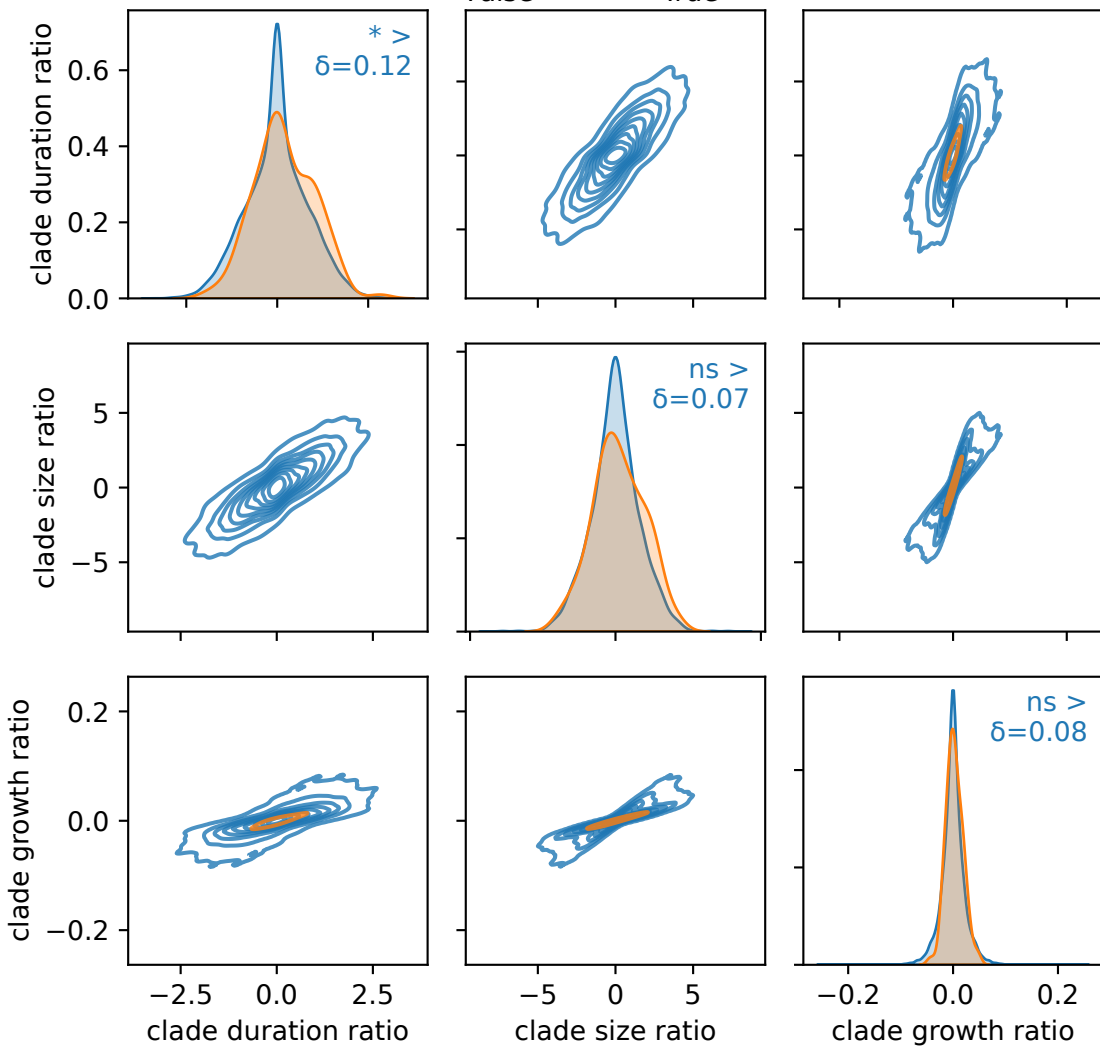 clade duration ratio
0.6
0.4
0.2
0.0
* >
δ=0.12
clade size ratio
5
0
−5
ns >
δ=0.07
clade growth ratio
0.2
0.0
−0.2
ns >
δ=0.08
−2.5 0.0 2.5
−5 0 5
−0.2 0.0 0.2
clade duration ratio
clade size ratio
clade growth ratio